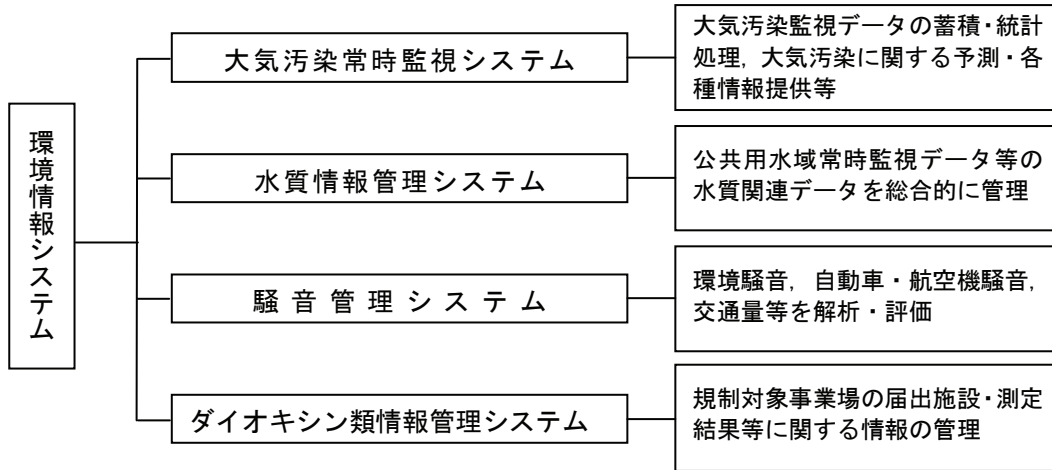 環境情報システム
大気汚染常時監視システム
大気汚染監視データの蓄積・統計
処理，大気汚染に関する予測・各
種情報提供等
水質情報管理システム
公共用水域常時監視データ等の
水質関連データを総合的に管理
騒音管理システム
環境騒音，自動車・航空機騒音，
交通量等を解析・評価
ダイオキシン類情報管理システム
規制対象事業場の届出施設・測定
結果等に関する情報の管理